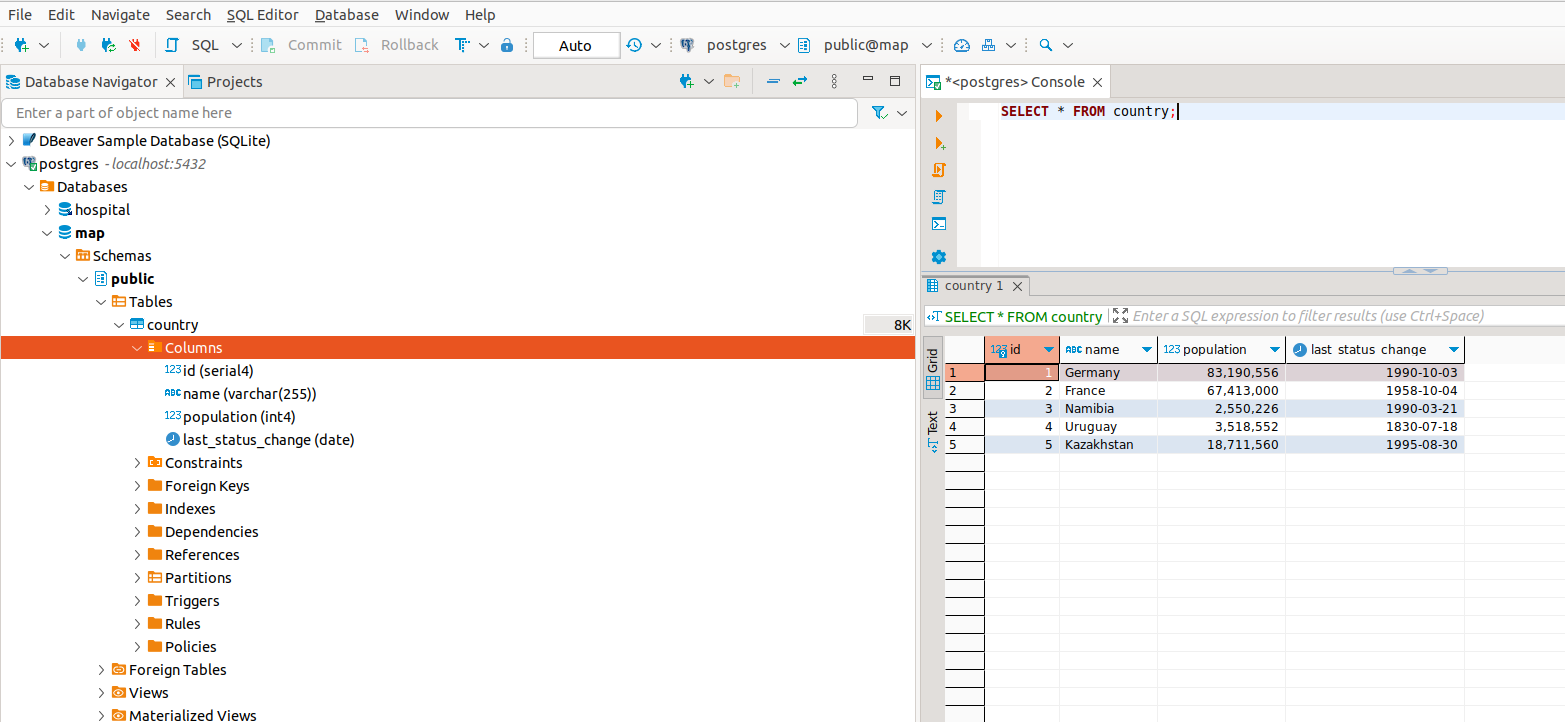 File Edit Navigate Search SQL Editor Database Window Help
SQL Commit Rollback Auto postgres public@map
Database Navigator Projects
Enter a part of object name here
DBeaver Sample Database (SQLite)
postgres - localhost:5432
Databases
hospital
map
Schemas
public
Tables
country 8K
Columns
id (serial4)
name (varchar(255))
population (int4)
last_status_change (date)
Constraints
Foreign Keys
Indexes
Dependencies
References
Partitions
Triggers
Rules
Policies
Foreign Tables
Views
Materialized Views
*<postgres> Console
SELECT * FROM country;
country 1
SELECT * FROM country Enter a SQL expression to filter results (use Ctrl+Space)
Grid
Text
123 id ABC name 123 population last_status_change
1 1 Germany 83,190,556 1990-10-03
2 2 France 67,413,000 1958-10-04
3 3 Namibia 2,550,226 1990-03-21
4 4 Uruguay 3,518,552 1830-07-18
5 5 Kazakhstan 18,711,560 1995-08-30